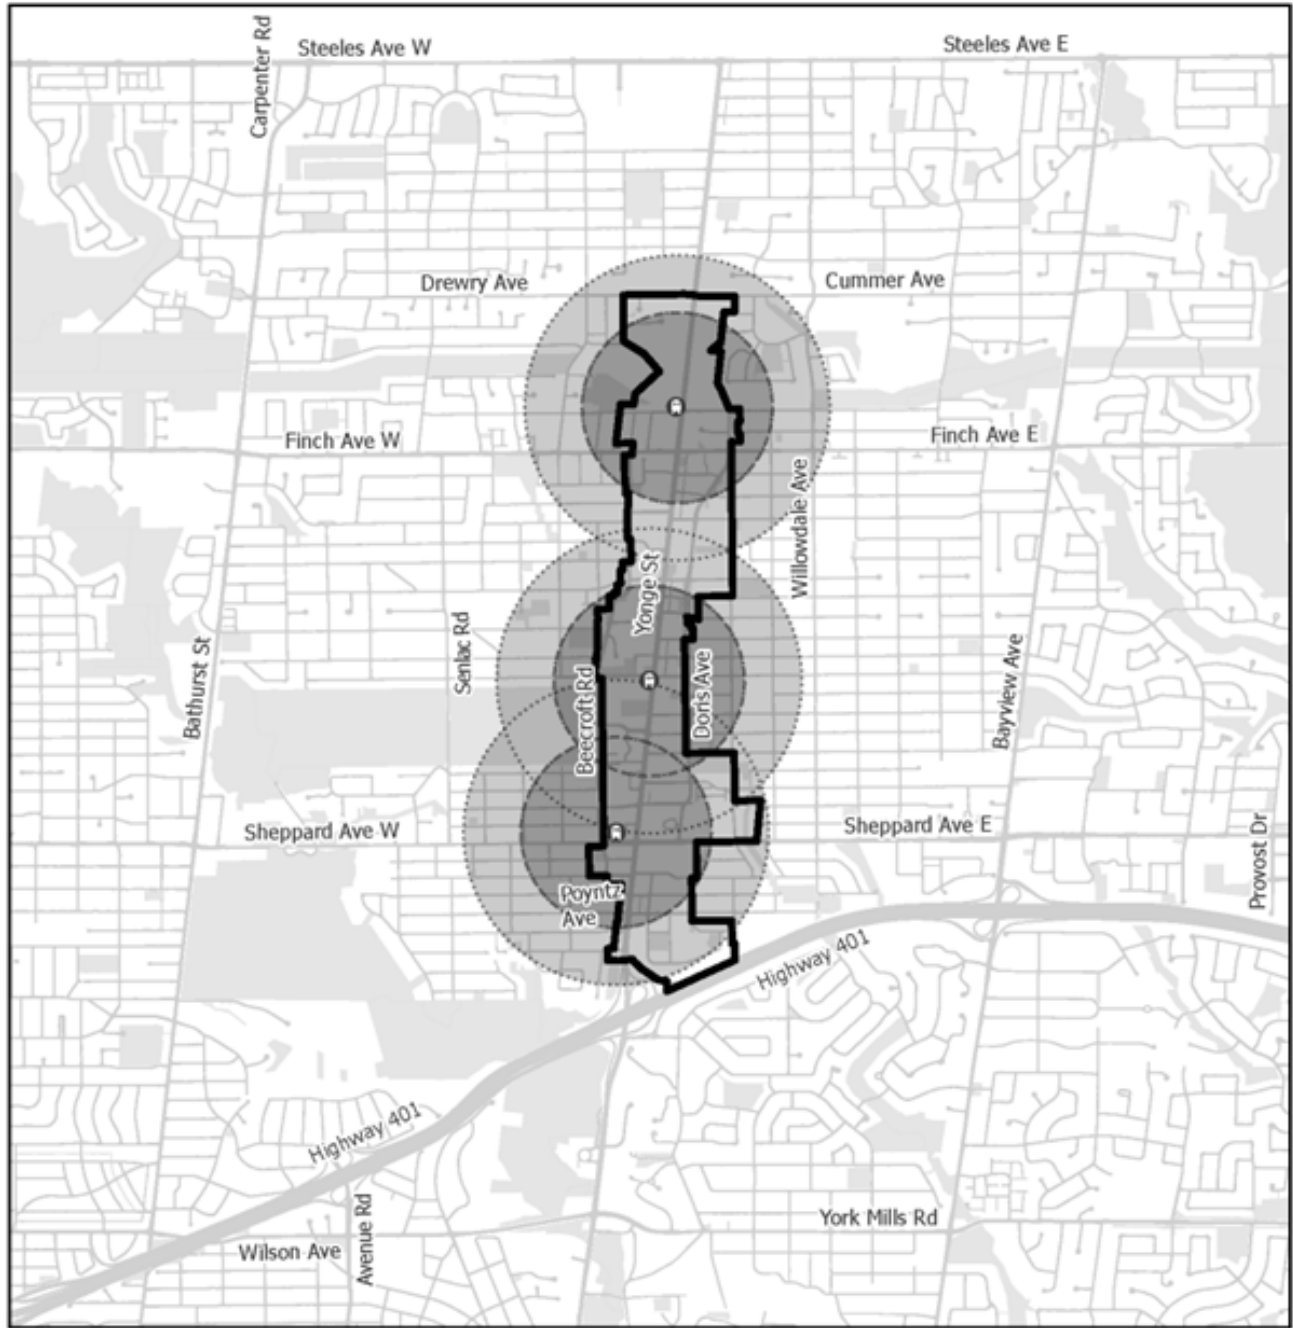 Carpenter Rd
Steeles Ave W
Steeles Ave E
Drewry Ave
Cummer Ave
Finch Ave W
Finch Ave E
Willowdale Ave
Yonge St
Senlac Rd
Bathurst St
Beecroft Rd
Doris Ave
Bayview Ave
Sheppard Ave W
Sheppard Ave E
Provost Dr
Poyntz
Ave
Highway 401
Highway 401
York Mills Rd
Avenue Rd
Wilson Ave